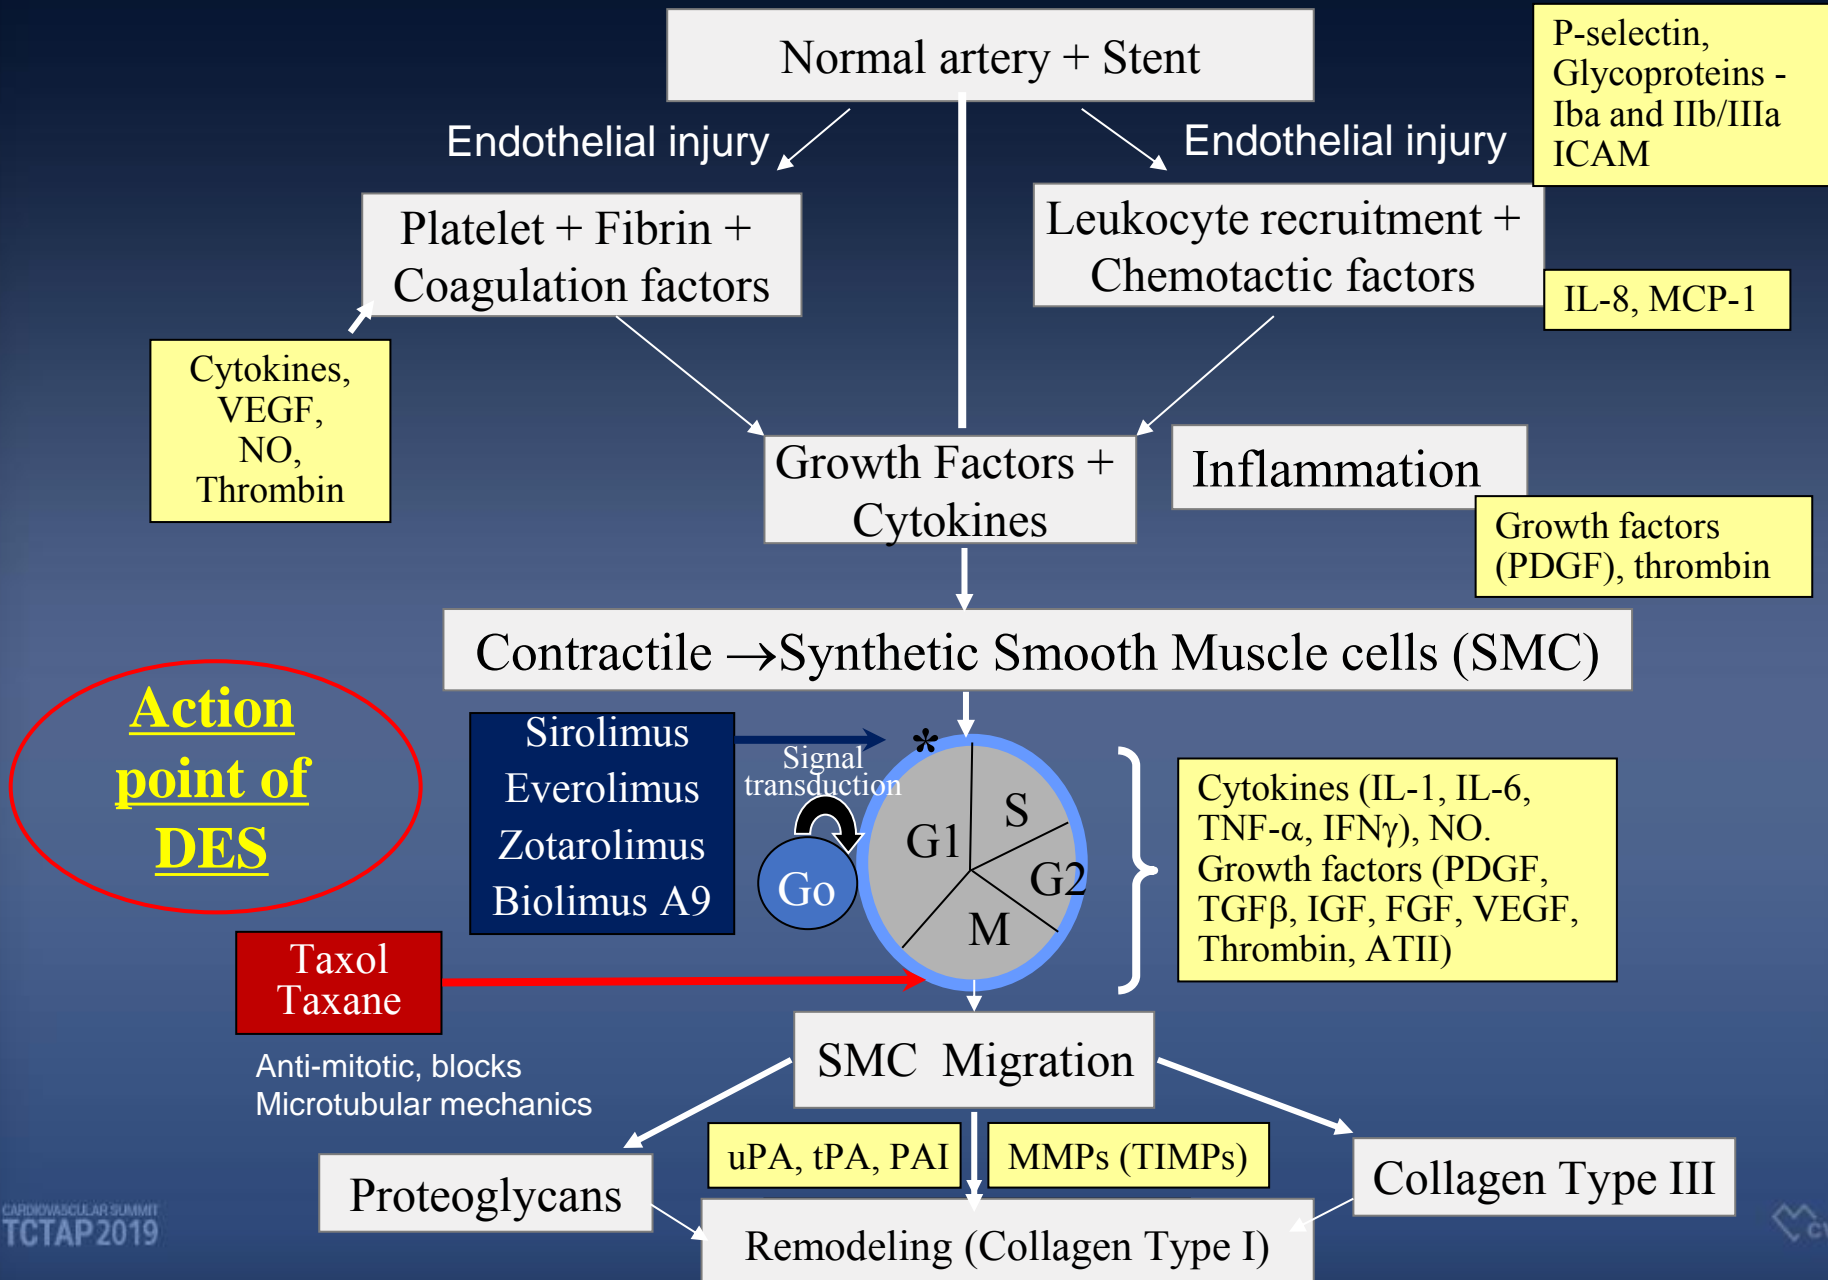 Normal artery + Stent
P-selectin,
Glycoproteins -
Iba and IIb/IIIa
ICAM
Endothelial injury
Endothelial injury
Platelet + Fibrin +
Coagulation factors
Leukocyte recruitment +
Chemotactic factors
IL-8, MCP-1
Cytokines,
VEGF,
NO,
Thrombin
Growth Factors +
Cytokines
Inflammation
Growth factors
(PDGF), thrombin
Contractile →Synthetic Smooth Muscle cells (SMC)
Action
point of
DES
Sirolimus
Everolimus
Zotarolimus
Biolimus A9
Signal
transduction
*
Go
G1
S
G2
M
Cytokines (IL-1, IL-6,
TNF-α, IFNγ), NO.
Growth factors (PDGF,
TGFβ, IGF, FGF, VEGF,
Thrombin, ATII)
Taxol
Taxane
Anti-mitotic, blocks
Microtubular mechanics
SMC Migration
uPA, tPA, PAI
MMPs (TIMPs)
Proteoglycans
Collagen Type III
Remodeling (Collagen Type I)
CARDIOVASCULAR SUMMIT
TCTAP2019